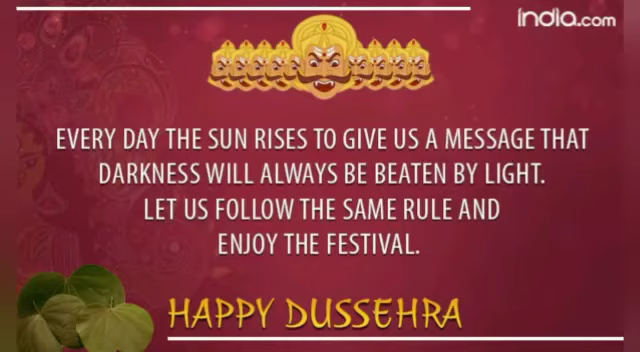 india.com
EVERY DAY THE SUN RISES TO GIVE US A MESSAGE THAT
DARKNESS WILL ALWAYS BE BEATEN BY LIGHT.
LET US FOLLOW THE SAME RULE AND
ENJOY THE FESTIVAL.
HAPPY DUSSEHRA